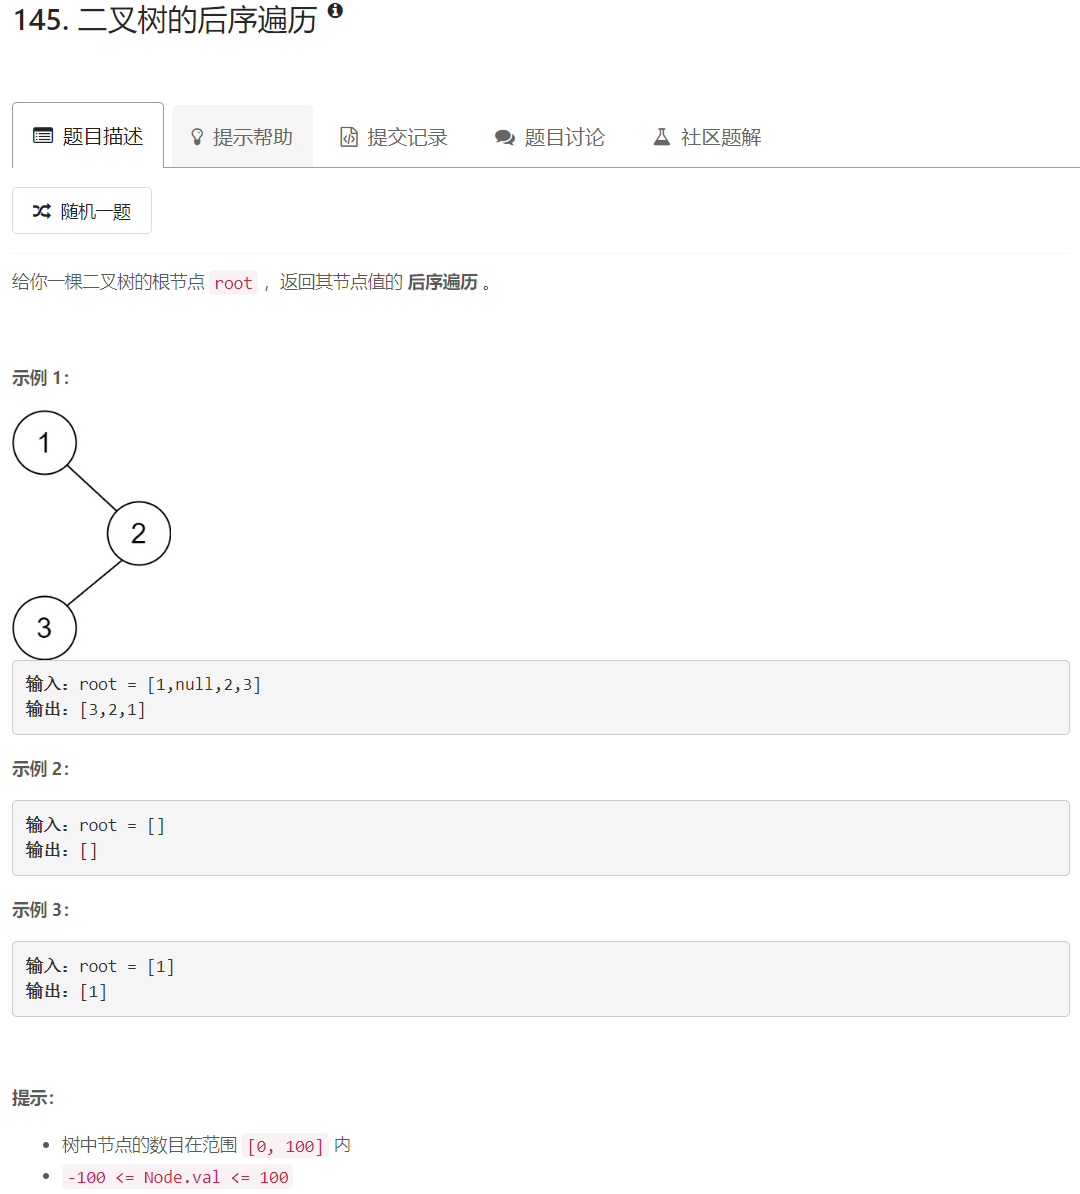 145. 二叉树的后序遍历
题目描述 提示帮助 提交记录 题目讨论 社区题解
随机一题
给你一棵二叉树的根节点 root ，返回其节点值的 后序遍历 。
示例 1：
1
2
3
输入：root = [1,null,2,3]
输出：[3,2,1]
示例 2：
输入：root = []
输出：[]
示例 3：
输入：root = [1]
输出：[1]
提示：
树中节点的数目在范围 [0, 100] 内
-100 <= Node.val <= 100